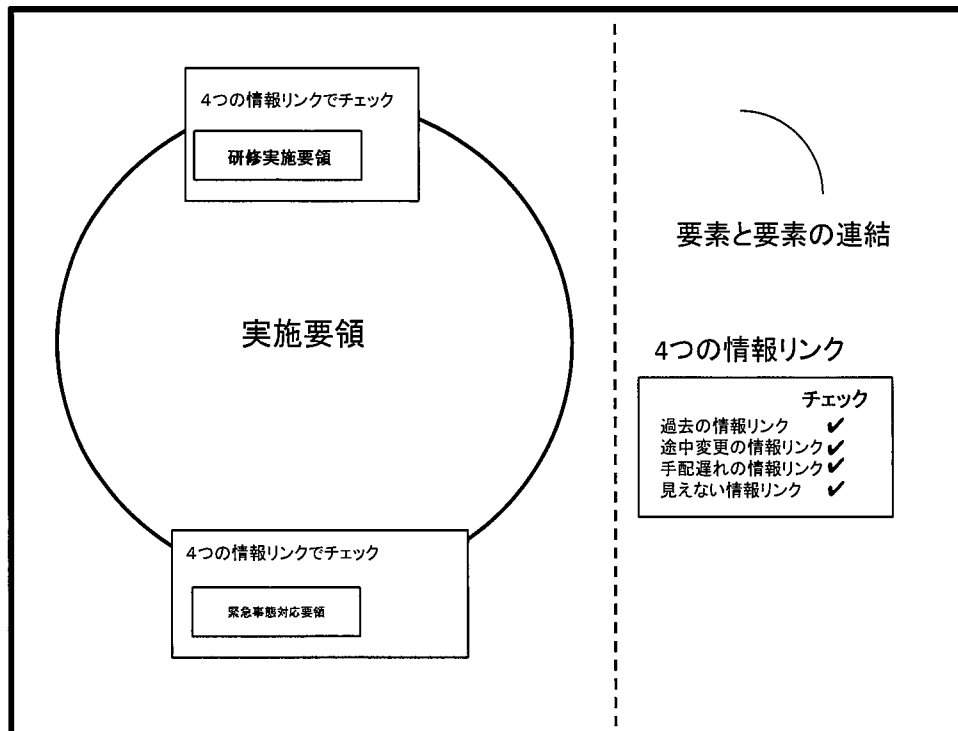 4つの情報リンクでチェック
研修実施要領
実施要領
4つの情報リンクでチェック
緊急事態対応要領
要素と要素の連結
4つの情報リンク
チェック
過去の情報リンク ✔
途中変更の情報リンク ✔
手配遅れの情報リンク ✔
見えない情報リンク ✔